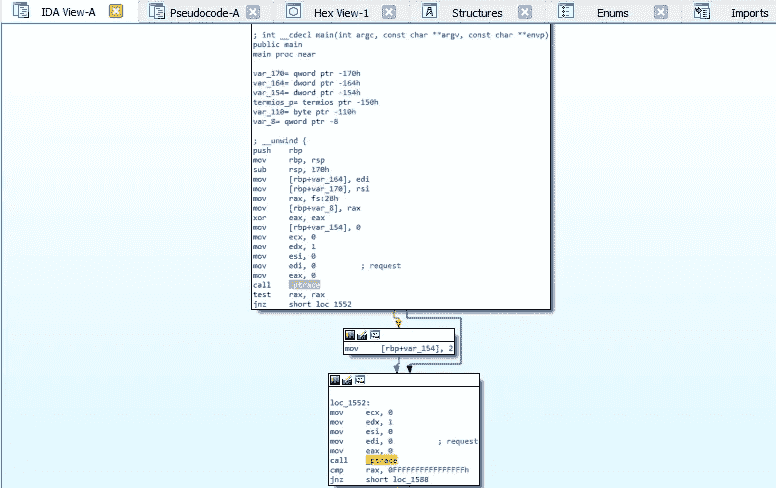 IDA View-A Pseudocode-A Hex View-1 Structures Enums Imports
; int __cdecl main(int argc, const char **argv, const char **envp)
public main
main proc near
var_170= qword ptr -170h
var_164= dword ptr -164h
var_154= dword ptr -154h
termios_p= termios ptr -150h
var_110= byte ptr -110h
var_8= qword ptr -8
; __unwind {
push rbp
mov rbp, rsp
sub rsp, 170h
mov [rbp+var_164], edi
mov [rbp+var_170], rsi
mov rax, fs:28h
mov [rbp+var_8], rax
xor eax, eax
mov [rbp+var_154], 0
mov ecx, 0
mov edx, 1
mov esi, 0
mov edi, 0 ; request
mov eax, 0
call _ptrace
test rax, rax
jnz short loc_1552
mov [rbp+var_154], 2
loc_1552:
mov ecx, 0
mov edx, 1
mov esi, 0
mov edi, 0 ; request
mov eax, 0
call _ptrace
cmp rax, 0FFFFFFFFFFFFFFFFh
jnz short loc_1588